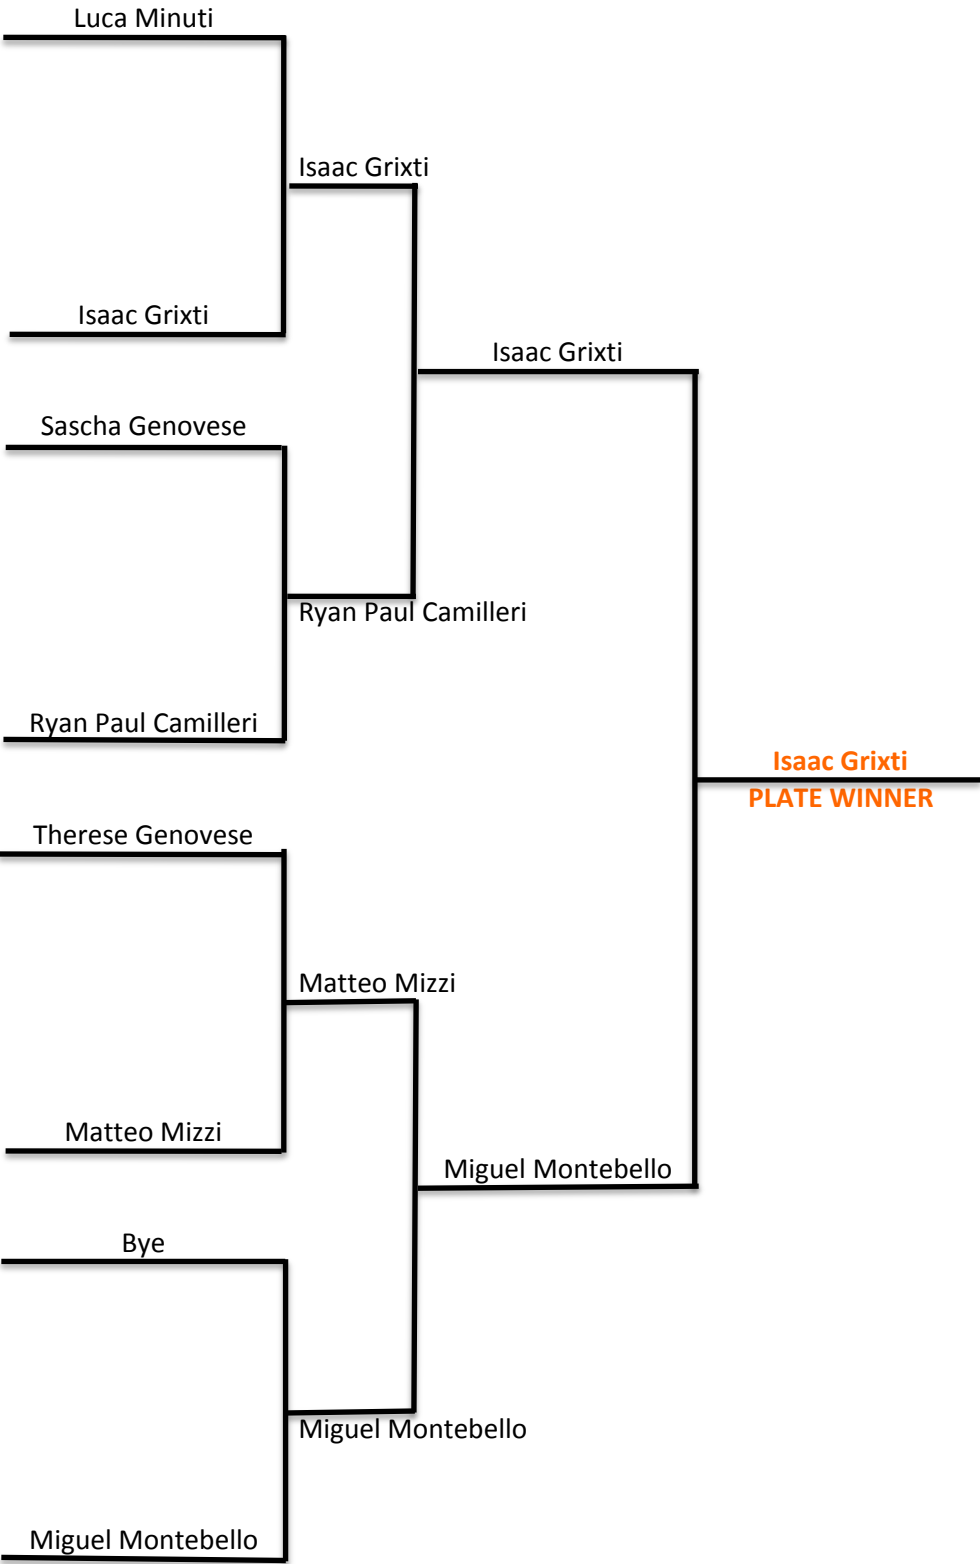 Luca Minuti
Isaac Grixti
Isaac Grixti
Isaac Grixti
Sascha Genovese
Ryan Paul Camilleri
Ryan Paul Camilleri
Isaac Grixti
PLATE WINNER
Therese Genovese
Matteo Mizzi
Matteo Mizzi
Miguel Montebello
Bye
Miguel Montebello
Miguel Montebello